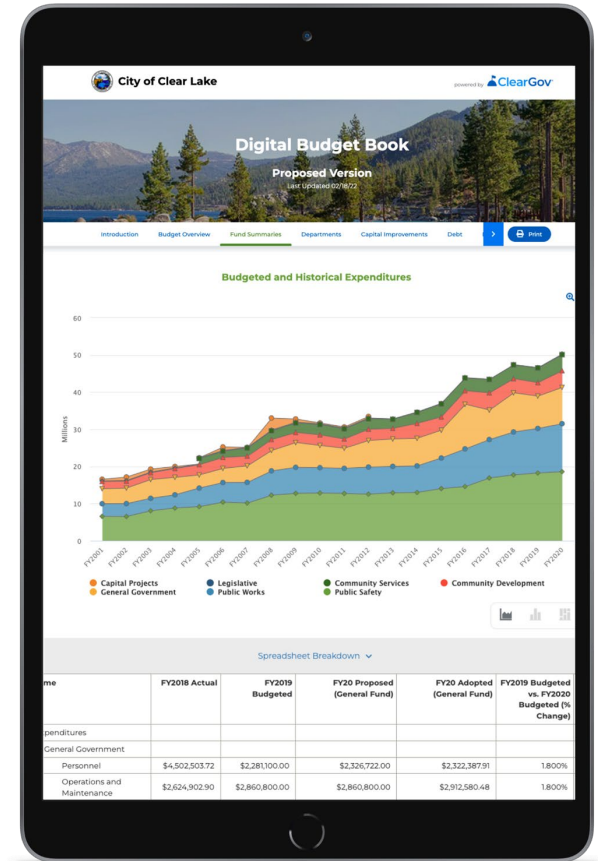 City of Clear Lake
powered by ClearGov
Digital Budget Book
Proposed Version
Last Updated 02/18/22
Introduction Budget Overview Fund Summaries Departments Capital Improvements Debt Print
Budgeted and Historical Expenditures
60
50
40
30
20
10
0
Millions
FY2001 FY2002 FY2003 FY2004 FY2005 FY2006 FY2007 FY2008 FY2009 FY2010 FY2011 FY2012 FY2013 FY2014 FY2015 FY2016 FY2017 FY2018 FY2019 FY2020
Capital Projects Legislative Community Services Community Development
General Government Public Works Public Safety
Spreadsheet Breakdown
me FY2018 Actual FY2019 Budgeted FY20 Proposed (General Fund) FY20 Adopted (General Fund) FY2019 Budgeted vs. FY2020 Budgeted (% Change)
penditures
General Government
Personnel $4,502,503.72 $2,281,100.00 $2,326,722.00 $2,322,387.91 1.800%
Operations and Maintenance $2,624,902.90 $2,860,800.00 $2,860,800.00 $2,912,580.48 1.800%